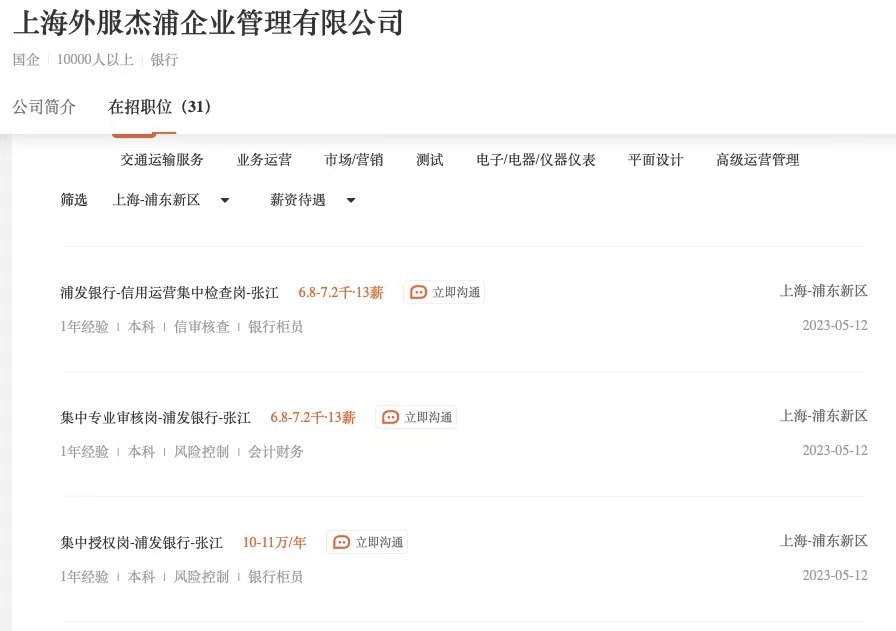 上海外服杰浦企业管理有限公司
国企 | 10000人以上 | 银行
公司简介 在招职位（31）
交通运输服务 业务运营 市场/营销 测试 电子/电器/仪器仪表 平面设计 高级运营管理
筛选 上海-浦东新区 薪资待遇
浦发银行-信用运营集中检查岗-张江 6.8-7.2千·13薪 立即沟通 上海-浦东新区
1年经验 | 本科 | 信审核查 | 银行柜员 2023-05-12
集中专业审核岗-浦发银行-张江 6.8-7.2千·13薪 立即沟通 上海-浦东新区
1年经验 | 本科 | 风险控制 | 会计财务 2023-05-12
集中授权岗-浦发银行-张江 10-11万/年 立即沟通 上海-浦东新区
1年经验 | 本科 | 风险控制 | 银行柜员 2023-05-12